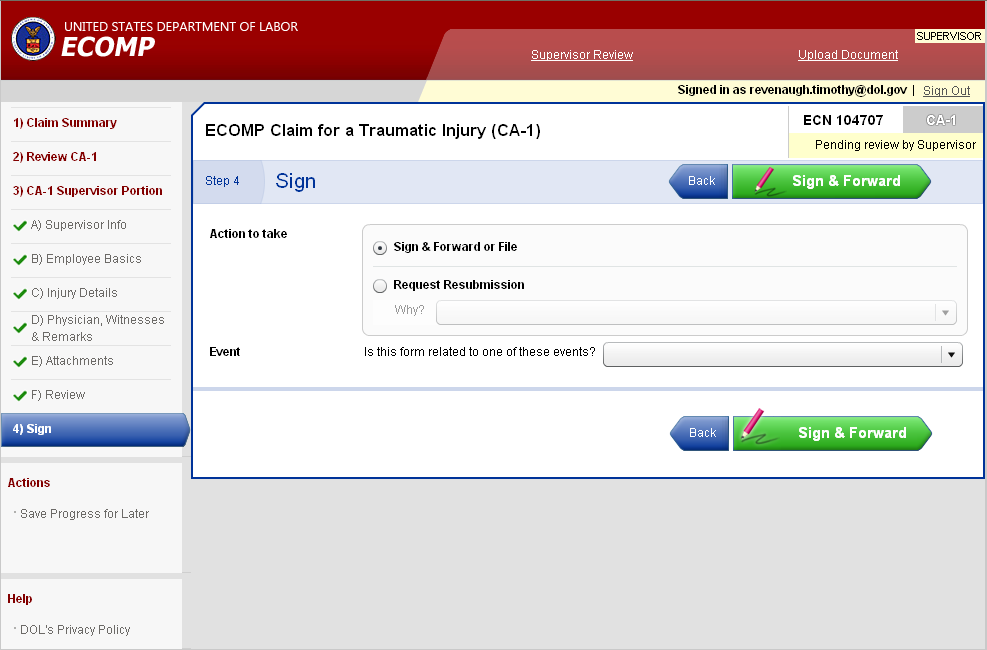 UNITED STATES DEPARTMENT OF LABOR
ECOMP
SUPERVISOR
Supervisor Review
Upload Document
Signed in as revenaugh.timothy@dol.gov | Sign Out
1) Claim Summary
2) Review CA-1
3) CA-1 Supervisor Portion
A) Supervisor Info
B) Employee Basics
C) Injury Details
D) Physician, Witnesses
& Remarks
E) Attachments
F) Review
4) Sign
Actions
Save Progress for Later
Help
DOL's Privacy Policy
ECOMP Claim for a Traumatic Injury (CA-1)
ECN 104707
CA-1
Pending review by Supervisor
Step 4
Sign
Back
Sign & Forward
Action to take
Sign & Forward or File
Request Resubmission
Why?
Event
Is this form related to one of these events?
Back
Sign & Forward